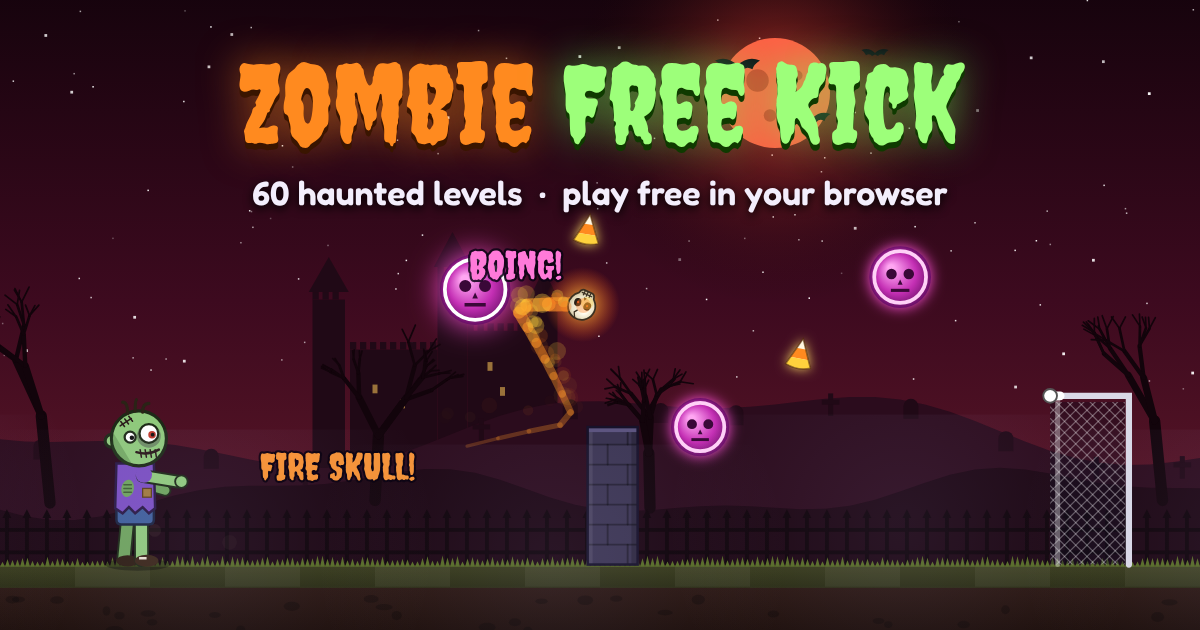 ZOMBIE FREE KICK
60 haunted levels · play free in your browser
BOING!
FIRE SKULL!